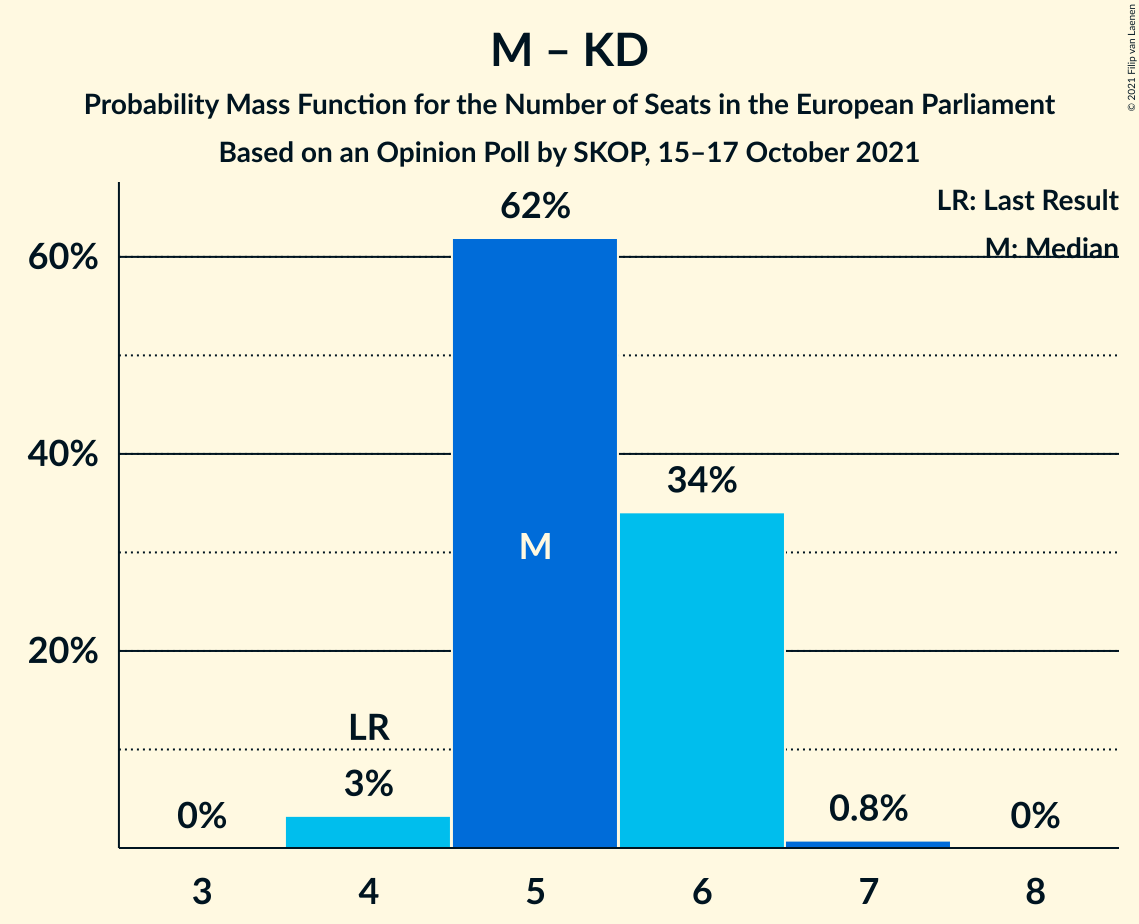 M – KD
Probability Mass Function for the Number of Seats in the European Parliament
Based on an Opinion Poll by SKOP, 15–17 October 2021
© 2021 Filip van Laenen
LR: Last Result
M: Median
62%
60%
40%
34%
M
20%
LR
3%
0%
0.8%
0%
3 4 5 6 7 8